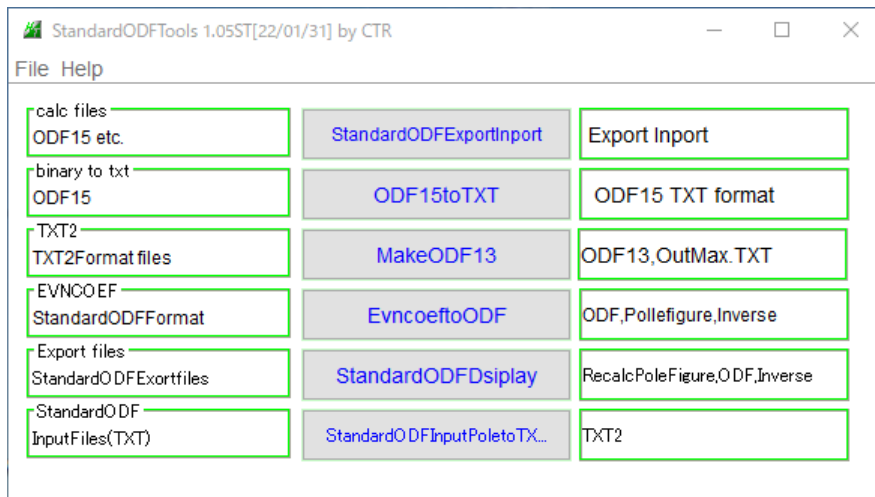 StandardODFTools 1.05ST[22/01/31] by CTR
File Help
calc files
ODF15 etc.
StandardODFExportInport
Export Inport
binary to txt
ODF15
ODF15toTXT
ODF15 TXT format
TXT2
TXT2Format files
MakeODF13
ODF13,OutMax.TXT
EVNCOEF
StandardODFFormat
EvncoeftoODF
ODF,Pollefigure,Inverse
Export files
StandardODFExortfiles
StandardODFDsiplay
RecalcPoleFigure,ODF,Inverse
StandardODF
InputFiles(TXT)
StandardODFInputPoletoTX...
TXT2